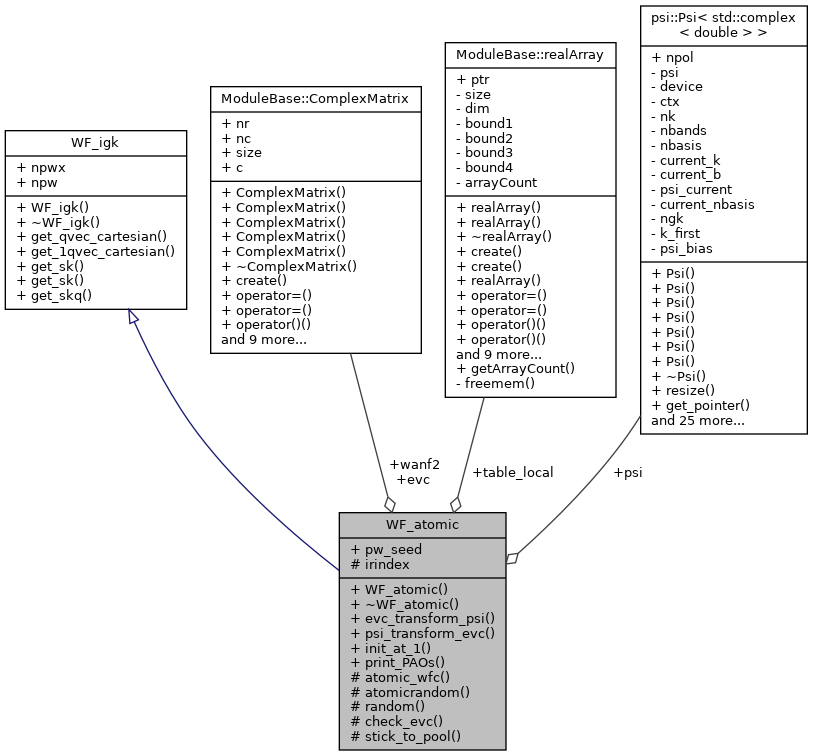 WF_igk
+ npwx
+ npw
+ WF_igk()
+ ~WF_igk()
+ get_qvec_cartesian()
+ get_1qvec_cartesian()
+ get_sk()
+ get_sk()
+ get_skq()
ModuleBase::ComplexMatrix
+ nr
+ nc
+ size
+ c
+ ComplexMatrix()
+ ComplexMatrix()
+ ComplexMatrix()
+ ComplexMatrix()
+ ComplexMatrix()
+ ~ComplexMatrix()
+ create()
+ operator=()
+ operator=()
+ operator()()
and 9 more...
ModuleBase::realArray
+ ptr
- size
- dim
- bound1
- bound2
- bound3
- bound4
- arrayCount
+ realArray()
+ realArray()
+ ~realArray()
+ create()
+ create()
+ realArray()
+ operator=()
+ operator=()
+ operator()()
+ operator()()
and 9 more...
+ getArrayCount()
- freemem()
psi::Psi< std::complex
< double > >
+ npol
- psi
- device
- ctx
- nk
- nbands
- nbasis
- current_k
- current_b
- psi_current
- current_nbasis
- ngk
- k_first
- psi_bias
+ Psi()
+ Psi()
+ Psi()
+ Psi()
+ Psi()
+ Psi()
+ Psi()
+ ~Psi()
+ resize()
+ get_pointer()
and 25 more...
+wanf2
+evc
+table_local
+psi
WF_atomic
+ pw_seed
# irindex
+ WF_atomic()
+ ~WF_atomic()
+ evc_transform_psi()
+ psi_transform_evc()
+ init_at_1()
+ print_PAOs()
# atomic_wfc()
# atomicrandom()
# random()
# check_evc()
# stick_to_pool()